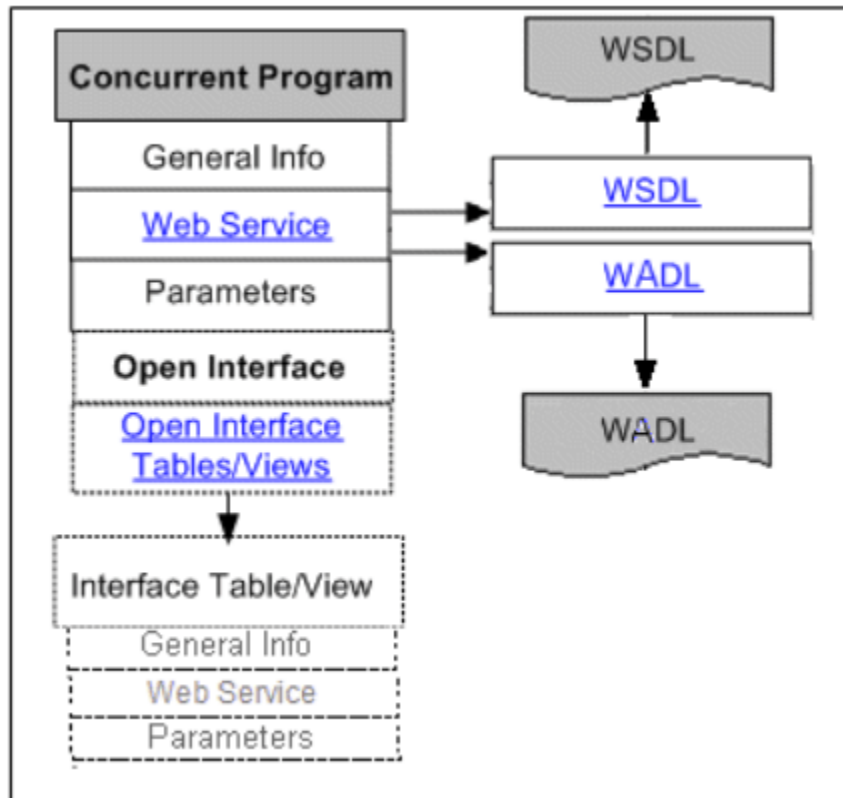 Concurrent Program
General Info
Web Service
Parameters
Open Interface
Open Interface
Tables/Views
Interface Table/View
General Info
Web Service
Parameters
WSDL
WSDL
WADL
WADL